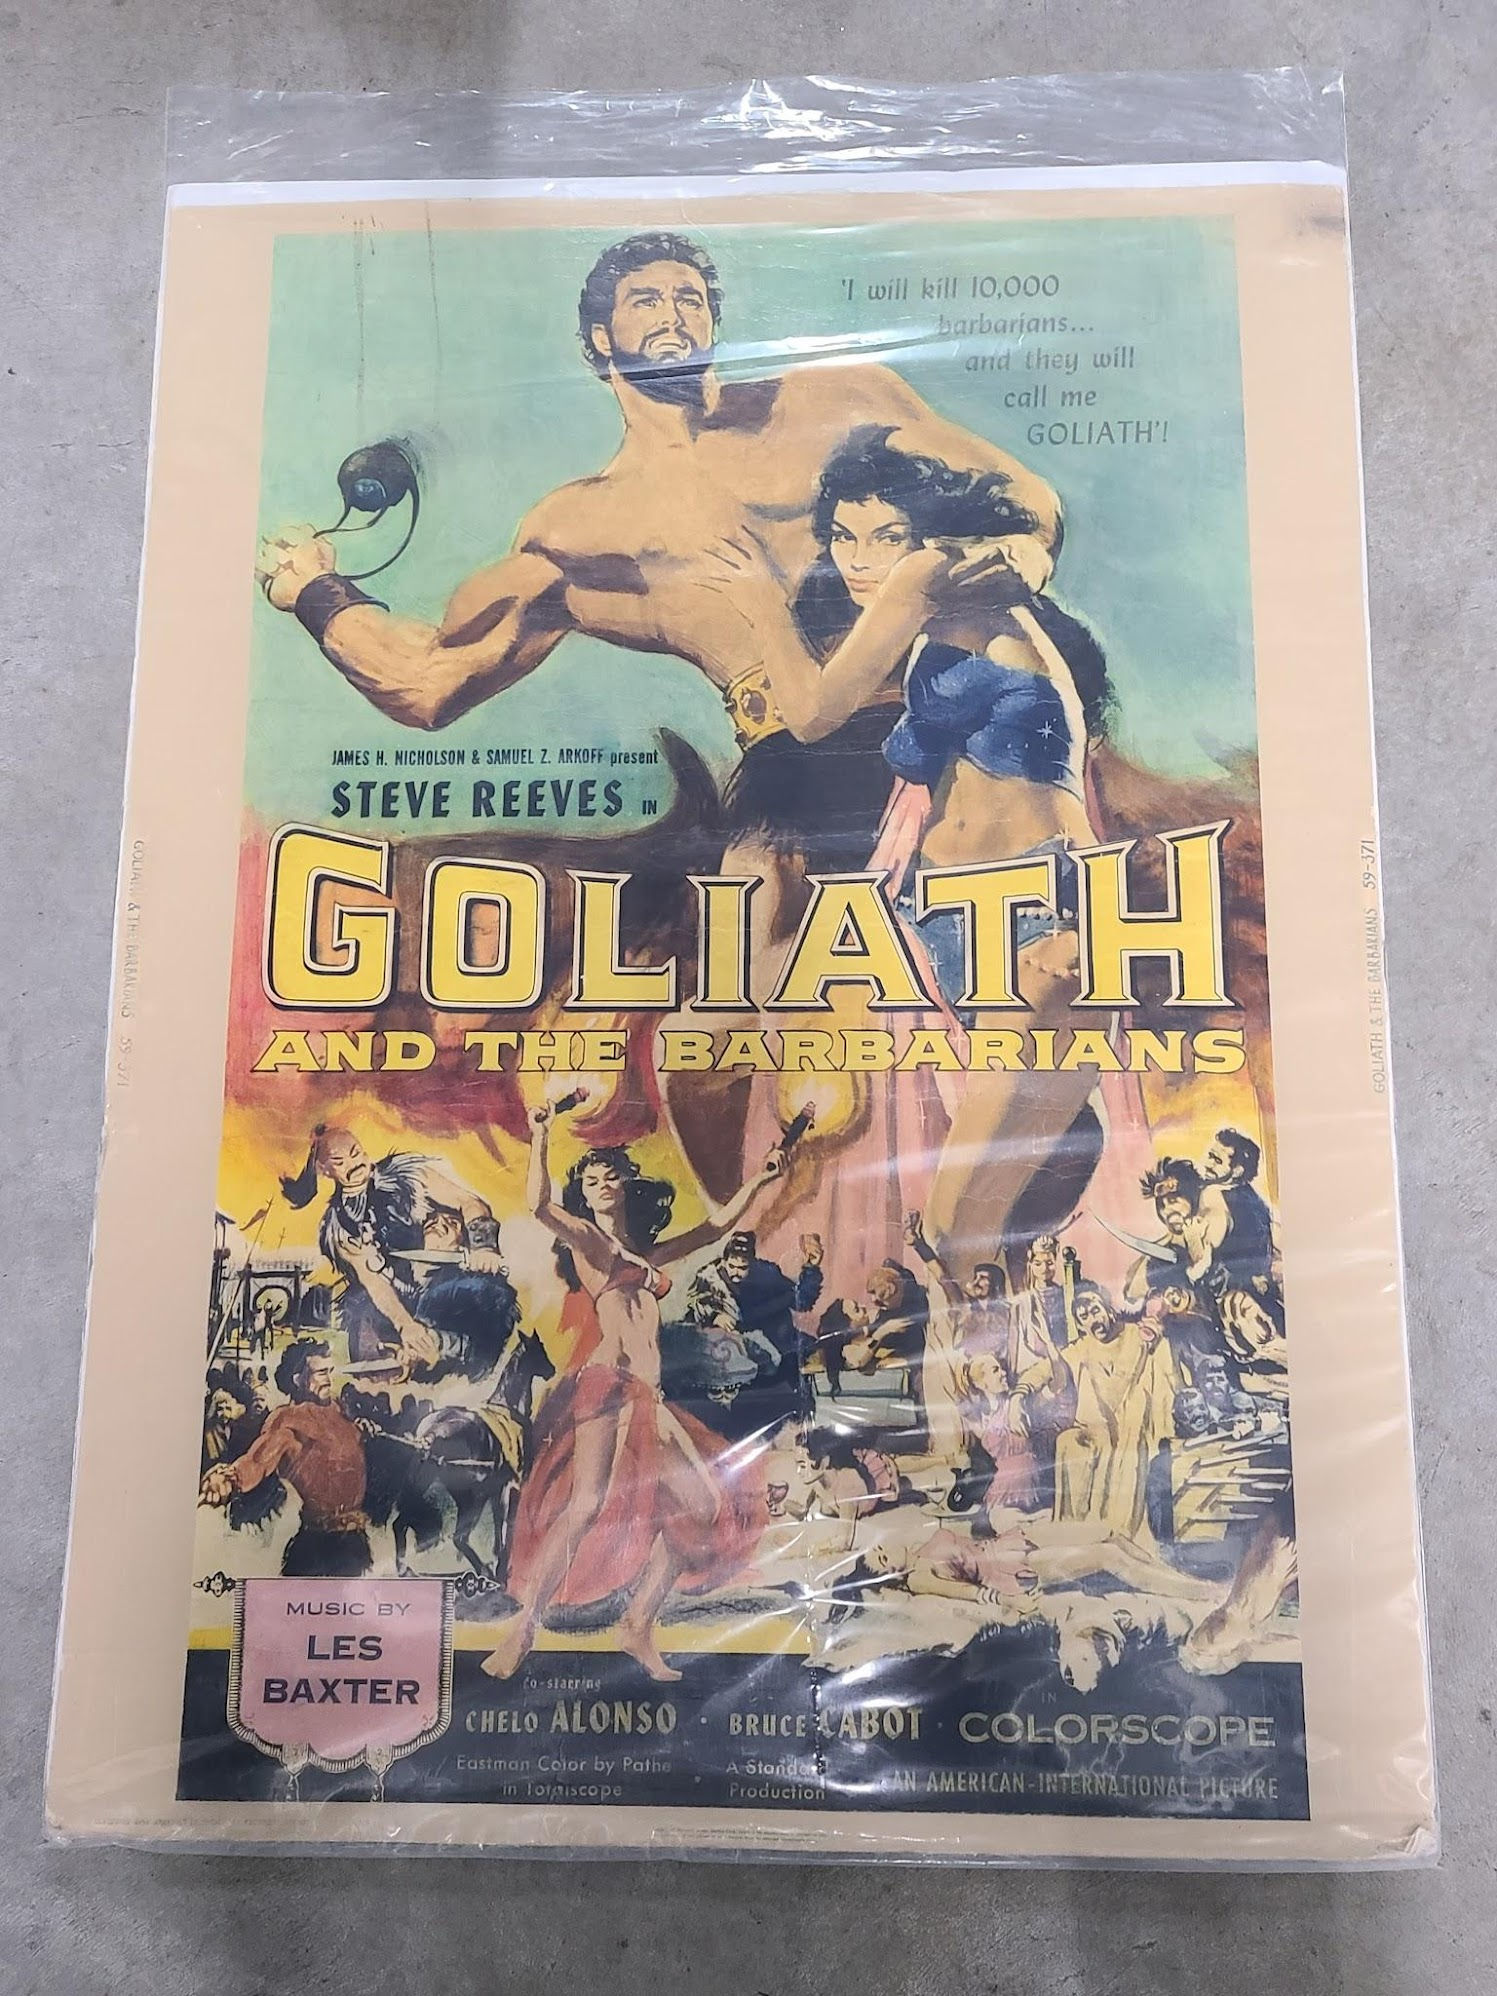 'I will kill 10,000
barbarians...
and they will
call me
GOLIATH'!
JAMES H. NICHOLSON & SAMUEL Z. ARKOFF present
STEVE REEVES IN
GOLIATH
AND THE BARBARIANS
GOLIATH & THE BARBARIANS 59-371
GOLIATH & THE BARBARIANS 59-371
MUSIC BY
LES
BAXTER
co-starring
CHELO ALONSO · BRUCE CABOT · IN COLORSCOPE
Eastman Color by Pathe
in Totalscope
A Standard
Production
AN AMERICAN-INTERNATIONAL PICTURE